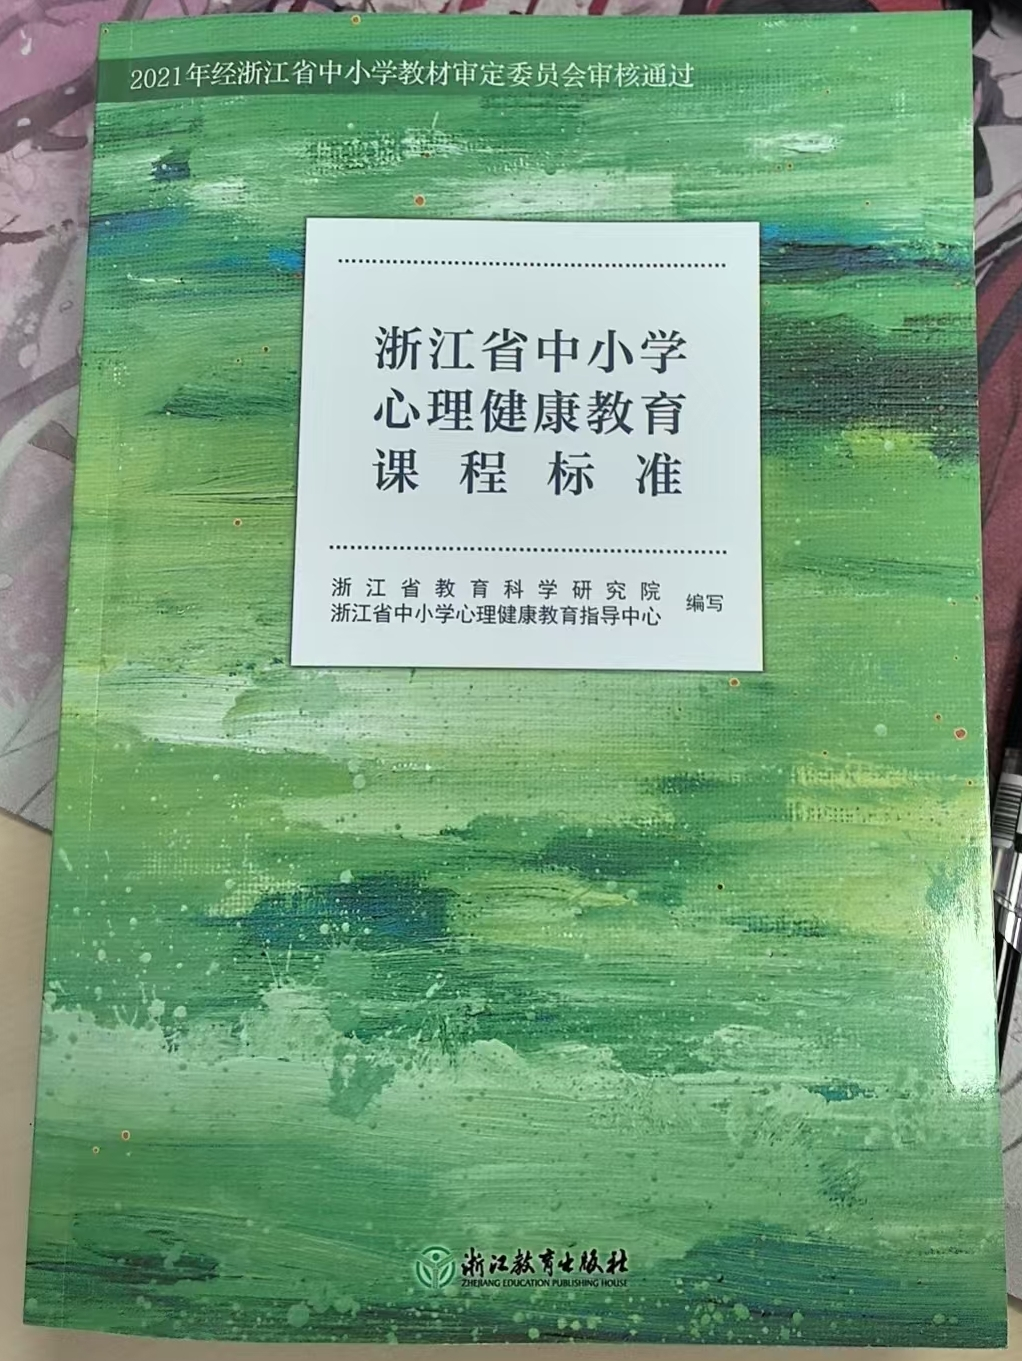 2021年经浙江省中小学教材审定委员会审核通过
浙江省中小学
心理健康教育
课程标准
浙江省教育科学研究院
浙江省中小学心理健康教育指导中心
编写
浙江教育出版社
ZHEJIANG EDUCATION PUBLISHING HOUSE